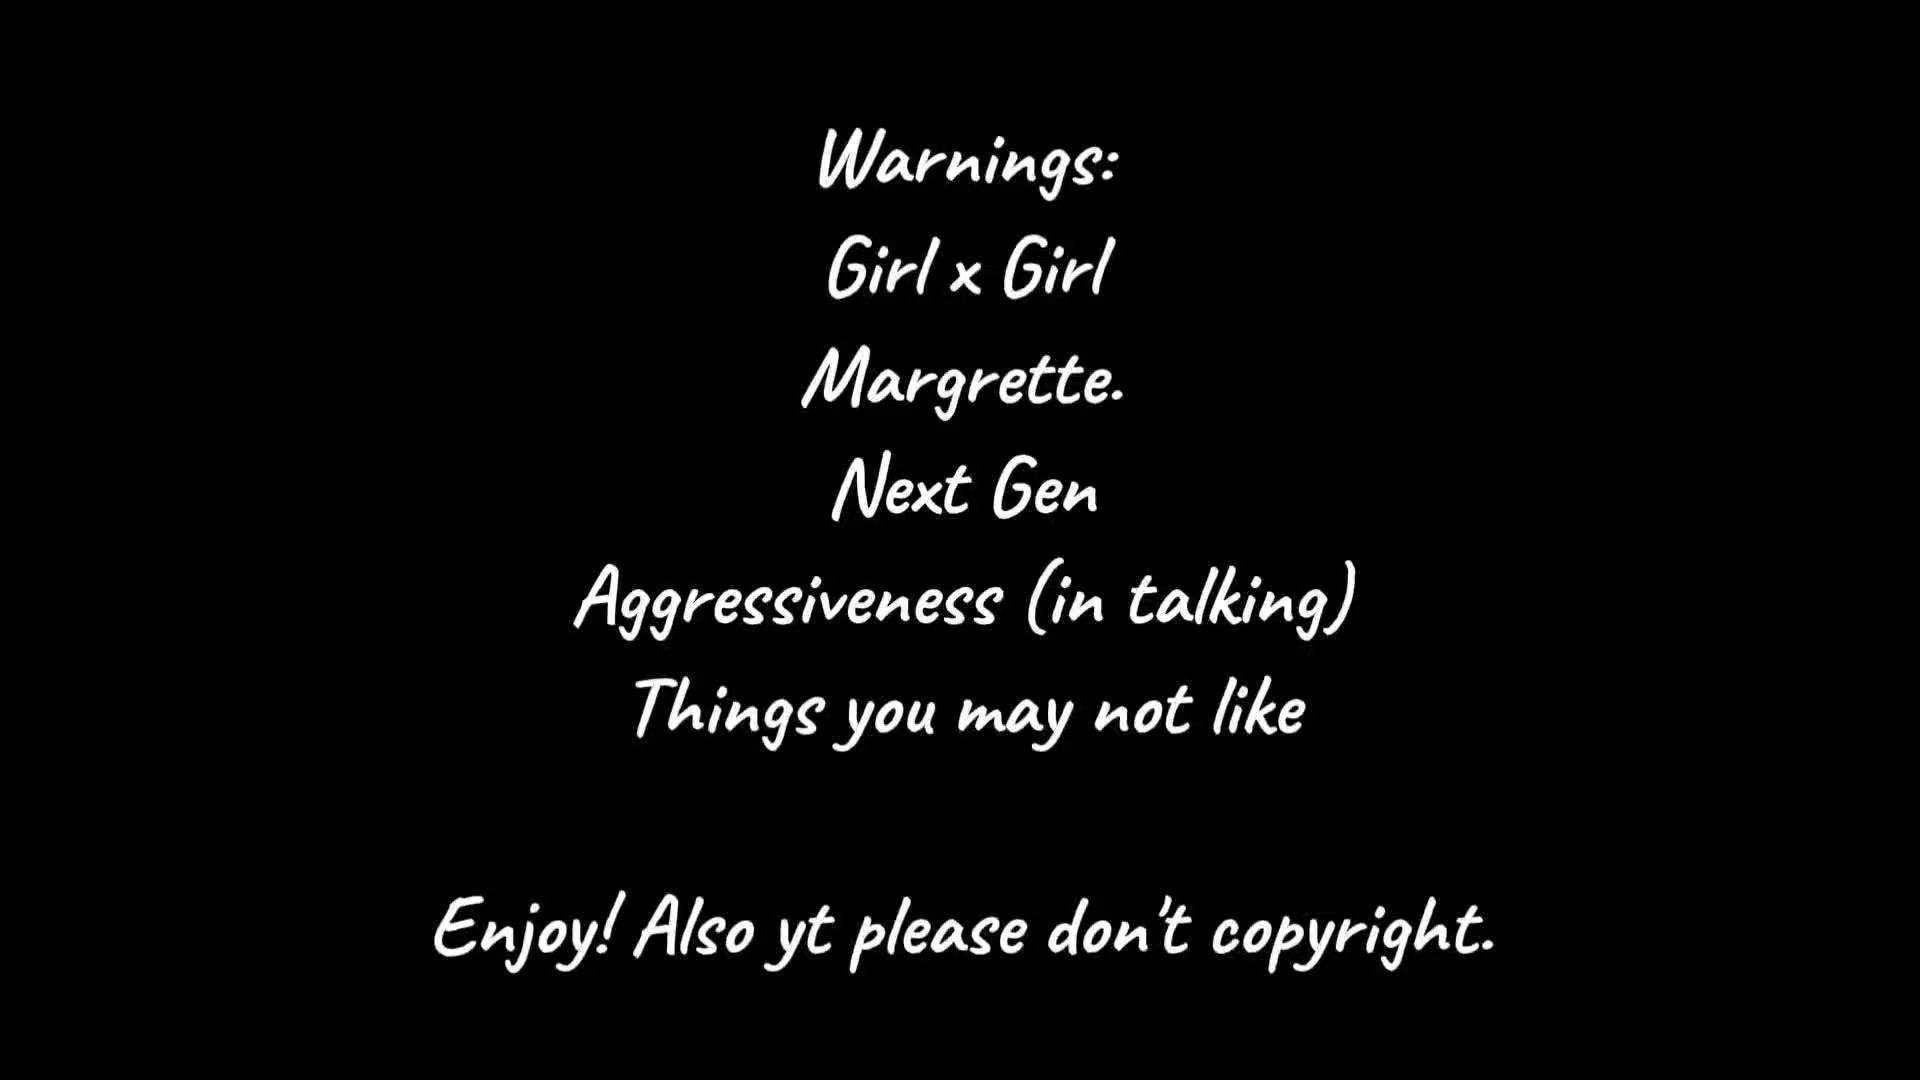 Warnings:
Girl x Girl
Margrette.
Next Gen
Aggressiveness (in talking)
Things you may not like
Enjoy! Also yt please don't copyright.